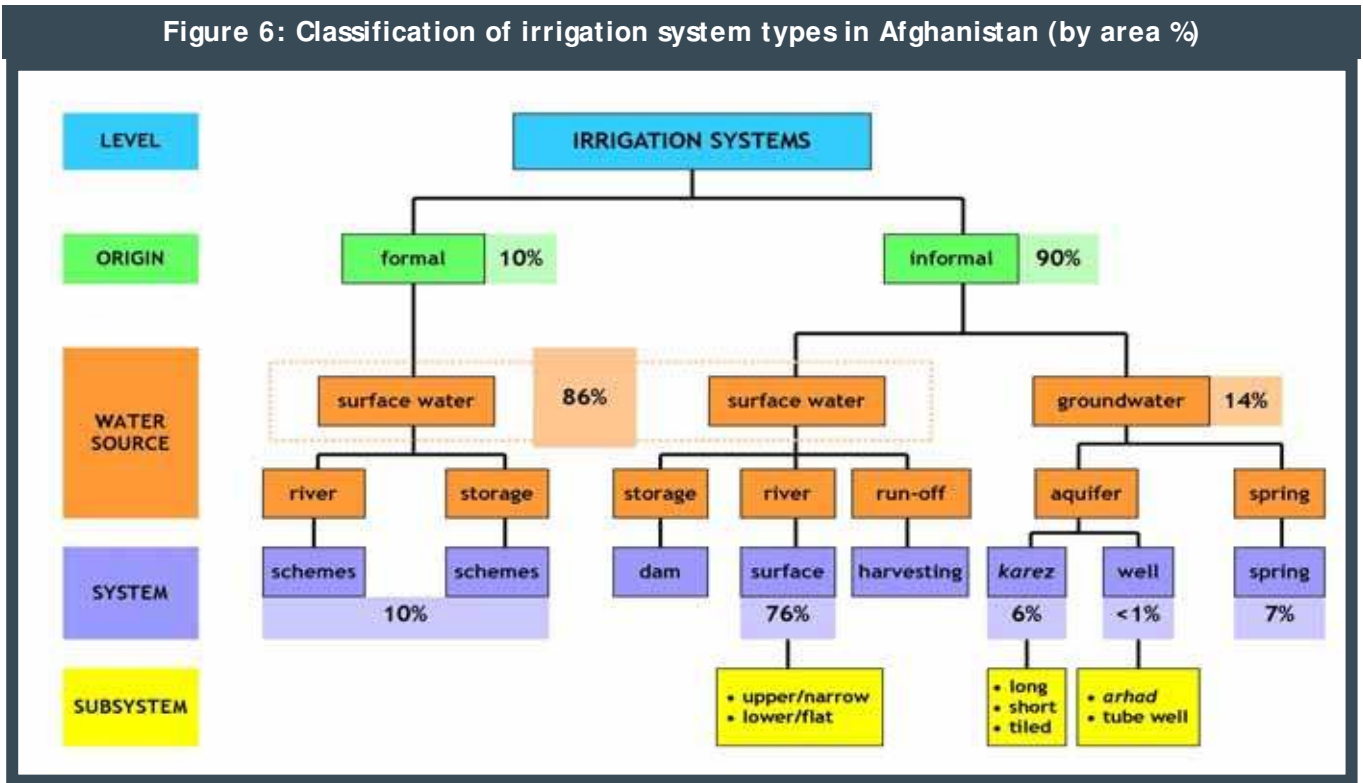 Figure 6: Classification of irrigation system types in Afghanistan (by area %)
LEVEL
IRRIGATION SYSTEMS
ORIGIN
formal
10%
informal
90%
WATER
SOURCE
surface water
86%
surface water
groundwater
14%
river
storage
storage
river
run-off
aquifer
spring
SYSTEM
schemes
schemes
dam
surface
harvesting
karez
well
spring
10%
76%
6%
<1%
7%
SUBSYSTEM
• upper/narrow
• lower/flat
• long
• short
• tiled
• arhad
• tube well